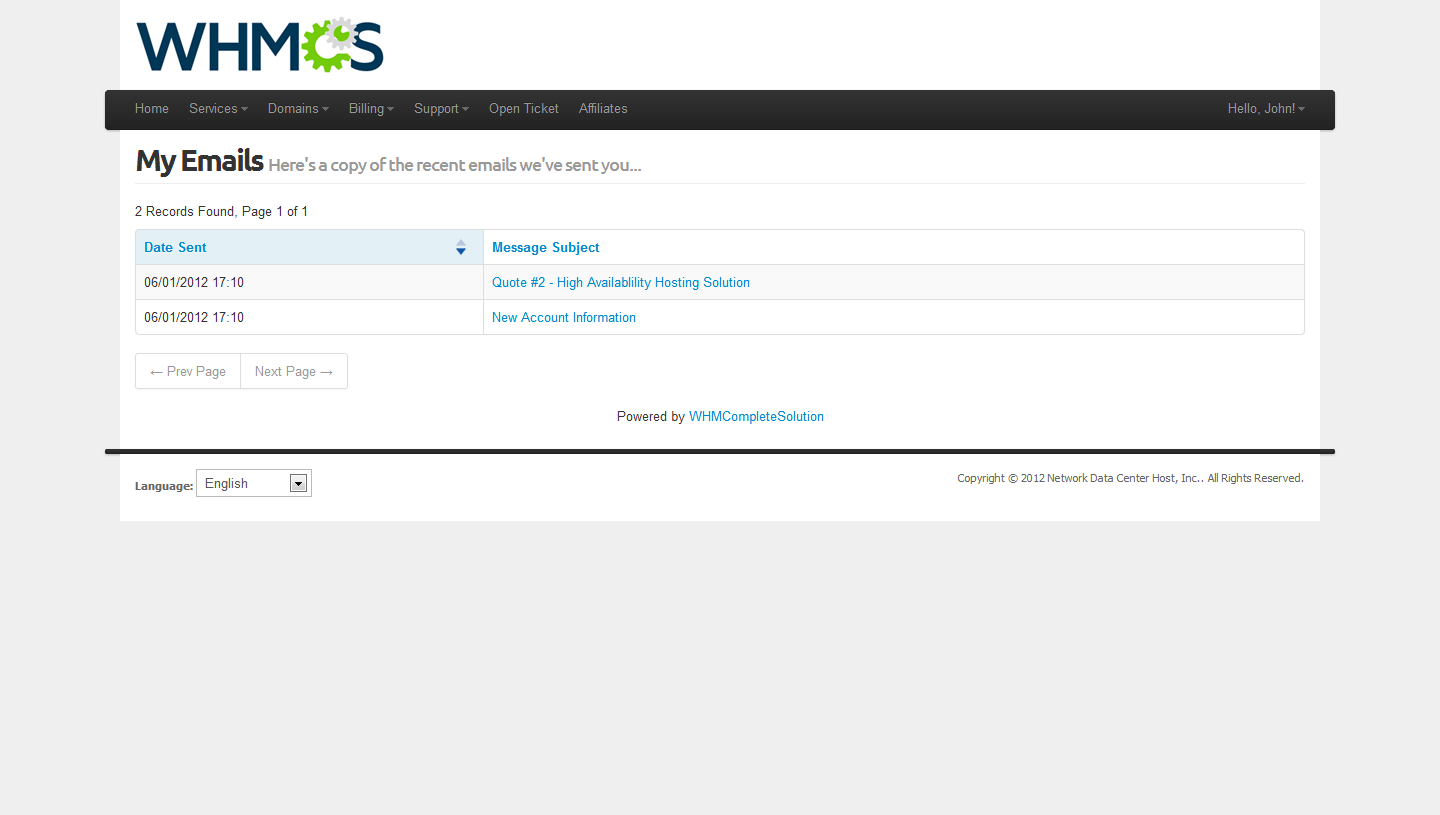 WHMCS
Home Services Domains Billing Support Open Ticket Affiliates Hello, John!
My Emails Here's a copy of the recent emails we've sent you...
2 Records Found, Page 1 of 1
Date Sent Message Subject
06/01/2012 17:10 Quote #2 - High Availablility Hosting Solution
06/01/2012 17:10 New Account Information
← Prev Page Next Page →
Powered by WHMCompleteSolution
Language: English Copyright © 2012 Network Data Center Host, Inc.. All Rights Reserved.